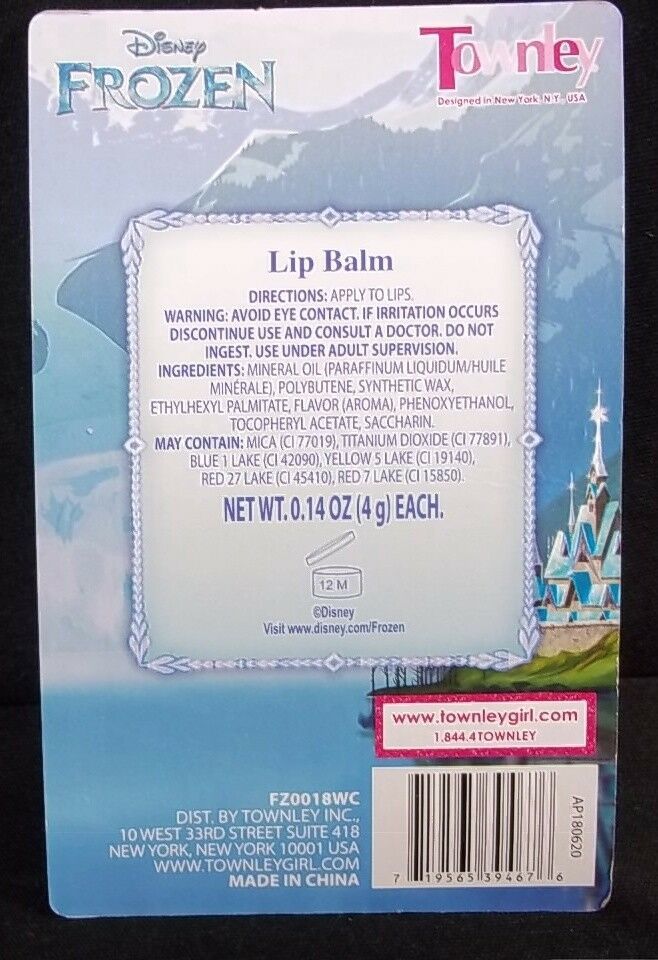 Disney
FROZEN
Townley
Designed in New York, N.Y., USA
Lip Balm
DIRECTIONS: APPLY TO LIPS.
WARNING: AVOID EYE CONTACT. IF IRRITATION OCCURS
DISCONTINUE USE AND CONSULT A DOCTOR. DO NOT
INGEST. USE UNDER ADULT SUPERVISION.
INGREDIENTS: MINERAL OIL (PARAFFINUM LIQUIDUM/HUILE
MINÉRALE), POLYBUTENE, SYNTHETIC WAX,
ETHYLHEXYL PALMITATE, FLAVOR (AROMA), PHENOXYETHANOL,
TOCOPHERYL ACETATE, SACCHARIN.
MAY CONTAIN: MICA (CI 77019), TITANIUM DIOXIDE (CI 77891),
BLUE 1 LAKE (CI 42090), YELLOW 5 LAKE (CI 19140),
RED 27 LAKE (CI 45410), RED 7 LAKE (CI 15850).
NET WT. 0.14 OZ (4 g) EACH.
12 M
©Disney
Visit www.disney.com/Frozen
www.townleygirl.com
1.844.4TOWNLEY
FZ0018WC
DIST. BY TOWNLEY INC.,
10 WEST 33RD STREET SUITE 418
NEW YORK, NEW YORK 10001 USA
WWW.TOWNLEYGIRL.COM
MADE IN CHINA
AP180620
7 19565 39467 6